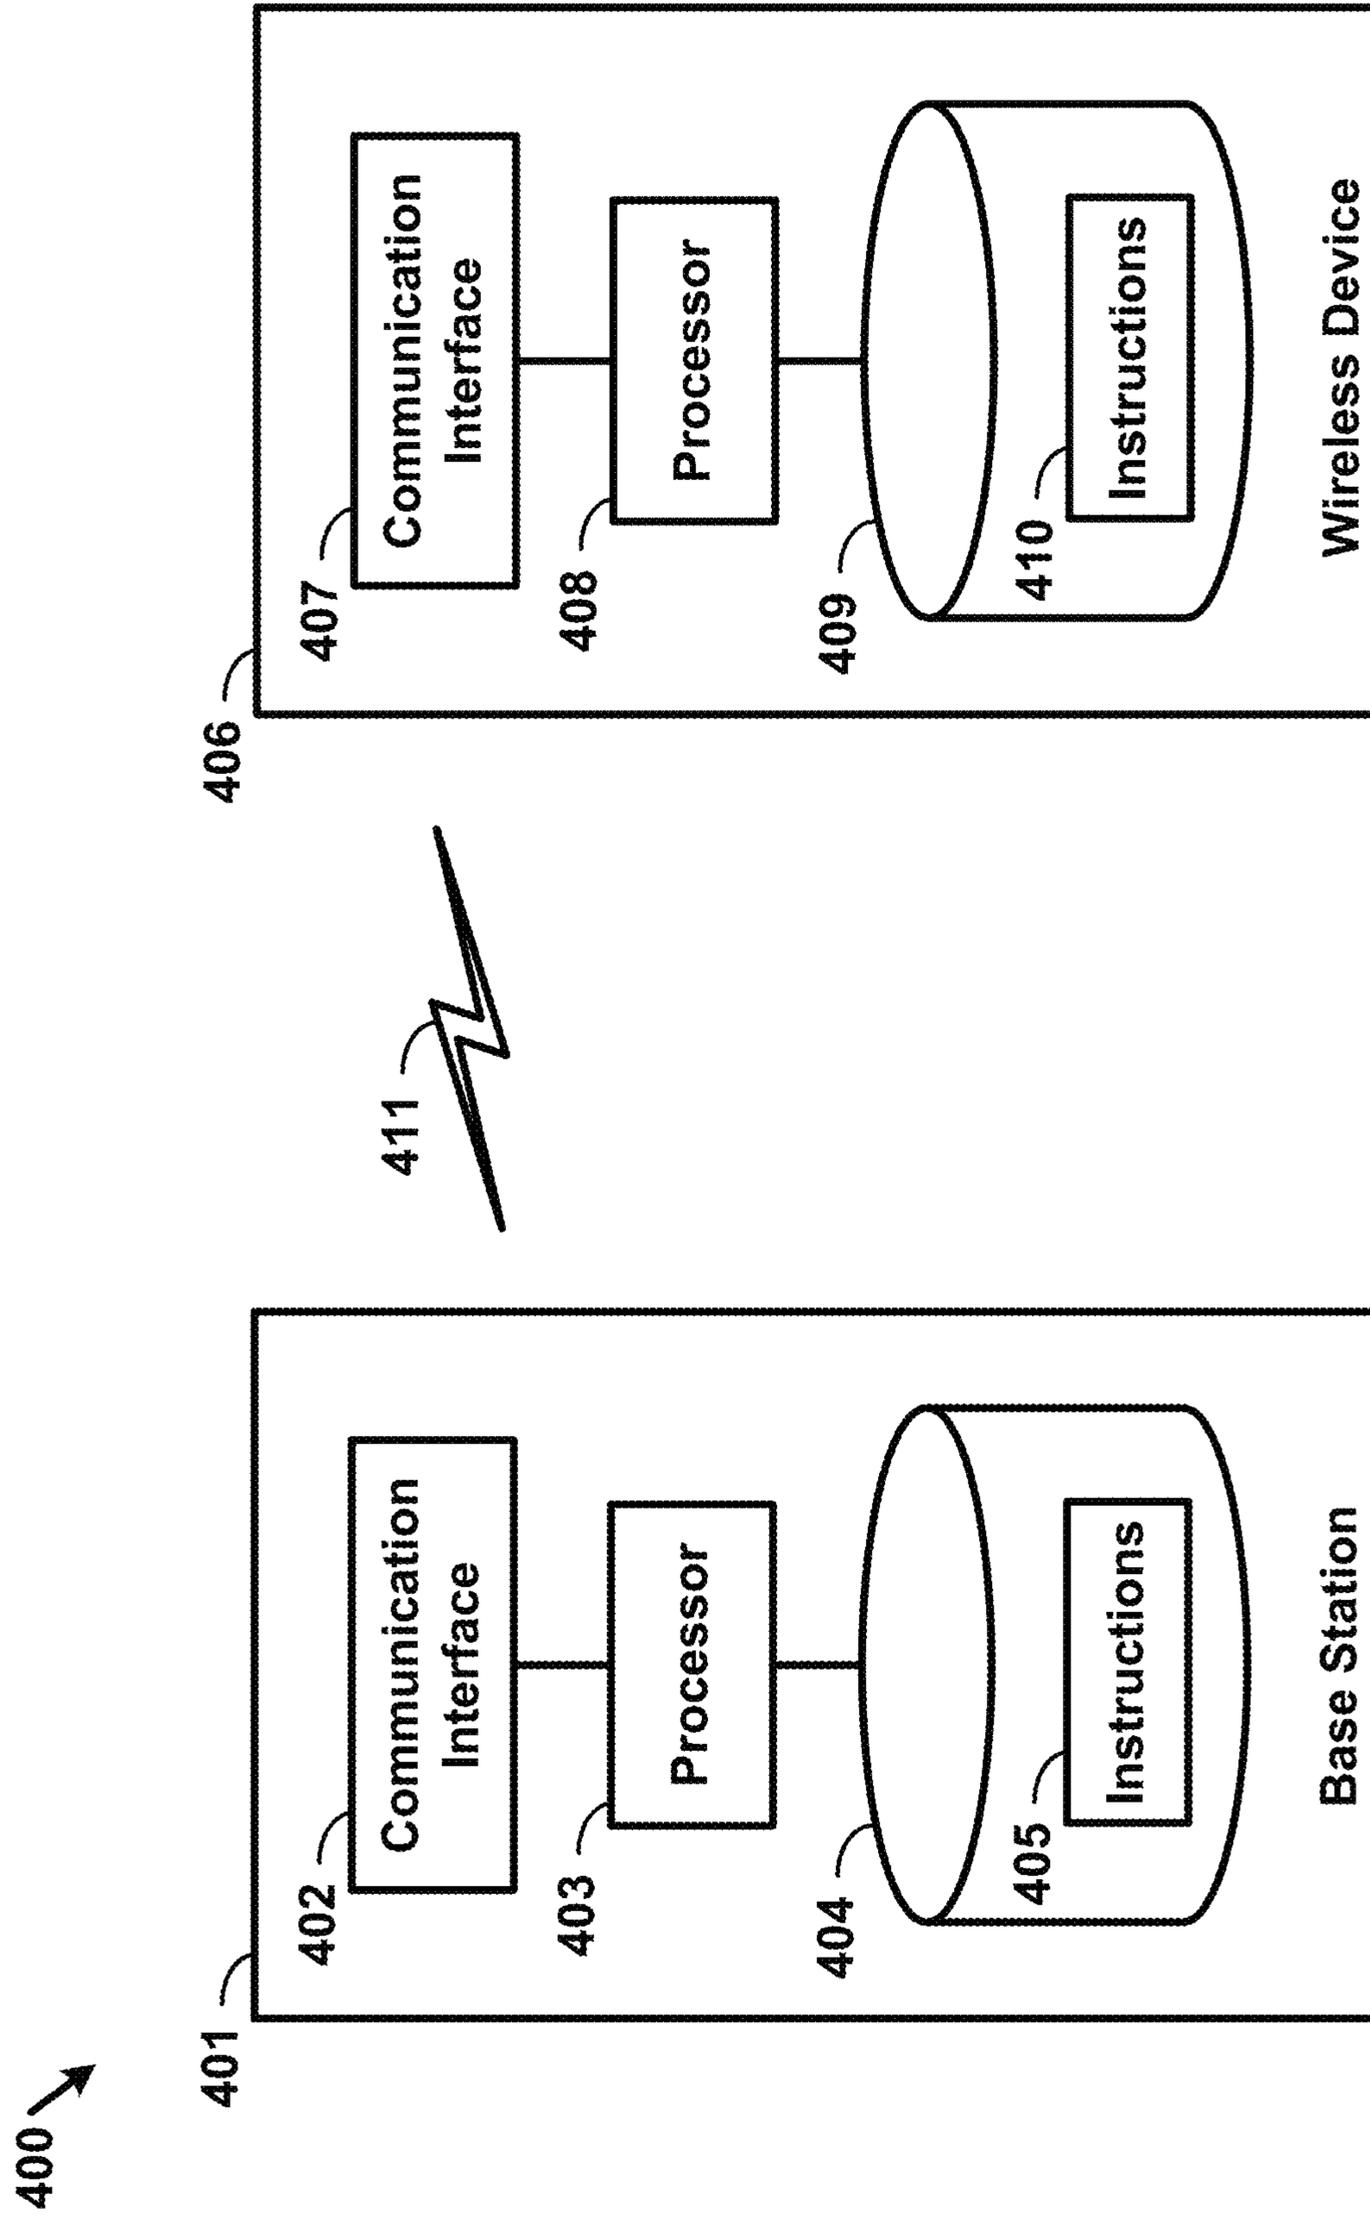 400
401
402
Communication
Interface
403
Processor
404
405
Instructions
Base Station
411
406
407
Communication
Interface
408
Processor
409
410
Instructions
Wireless Device